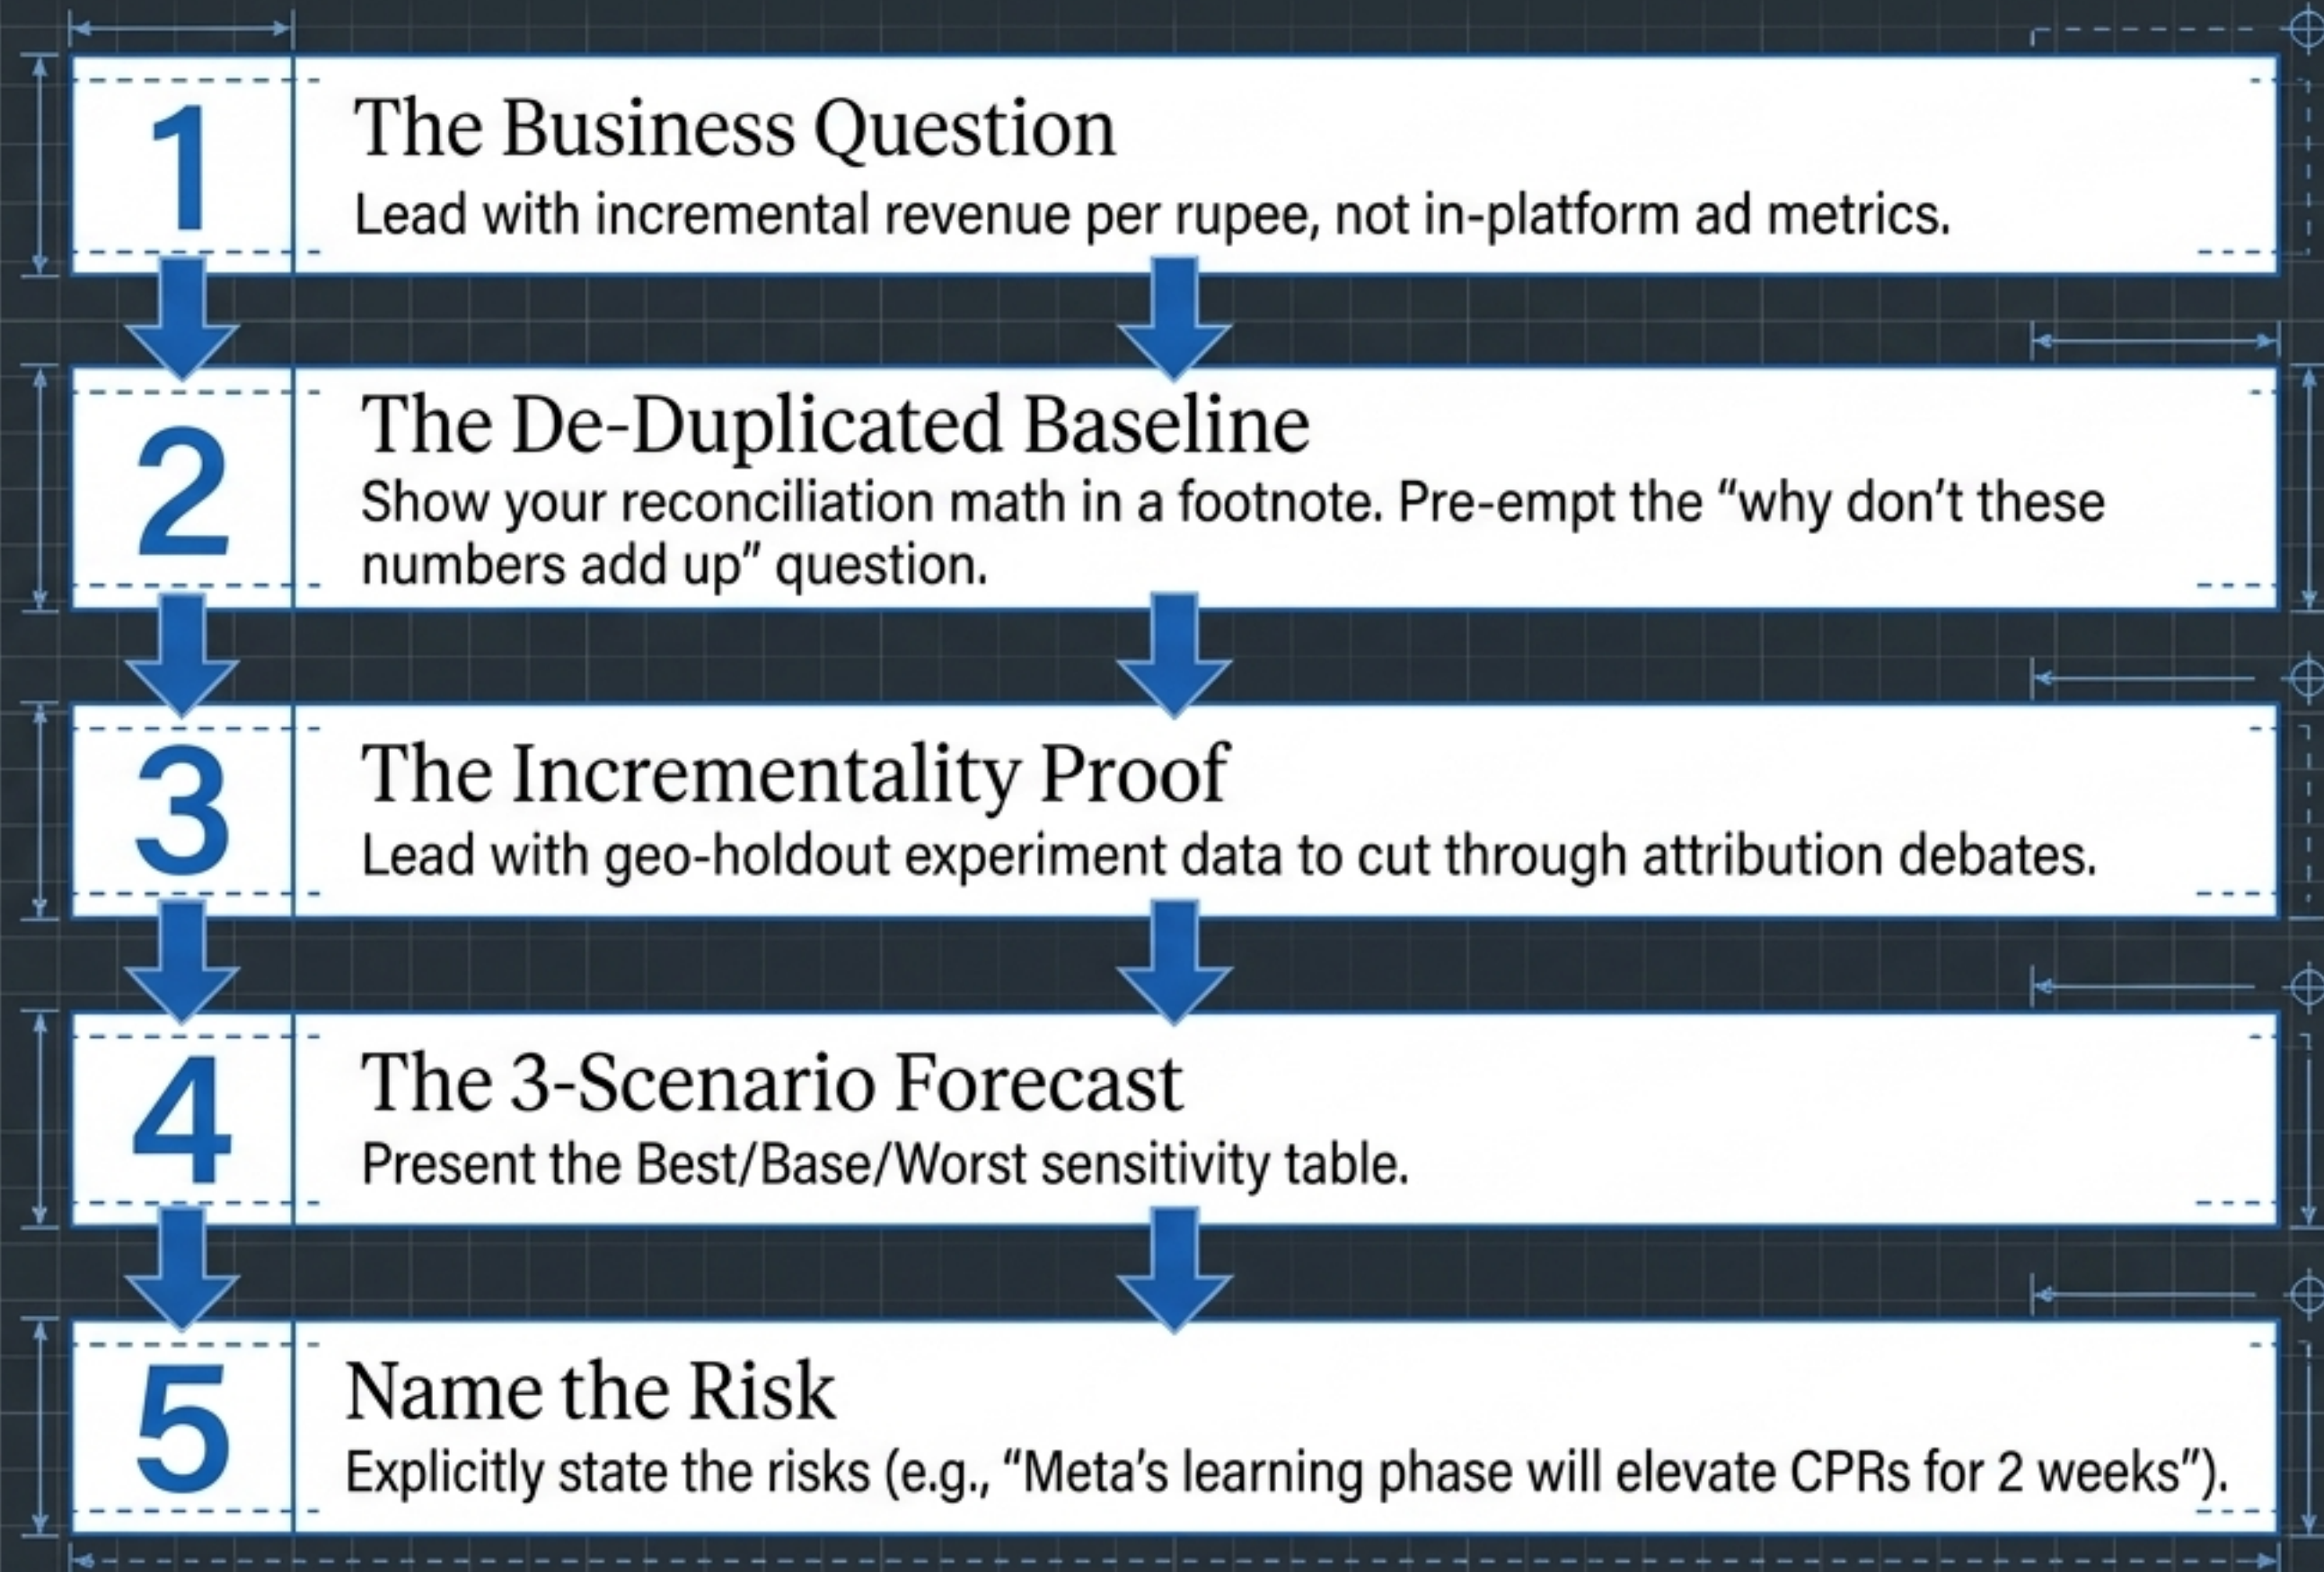 1
The Business Question
Lead with incremental revenue per rupee, not in-platform ad metrics.
2
The De-Duplicated Baseline
Show your reconciliation math in a footnote. Pre-empt the “why don’t these
numbers add up” question.
3
The Incrementality Proof
Lead with geo-holdout experiment data to cut through attribution debates.
4
The 3-Scenario Forecast
Present the Best/Base/Worst sensitivity table.
5
Name the Risk
Explicitly state the risks (e.g., “Meta’s learning phase will elevate CPRs for 2 weeks”).